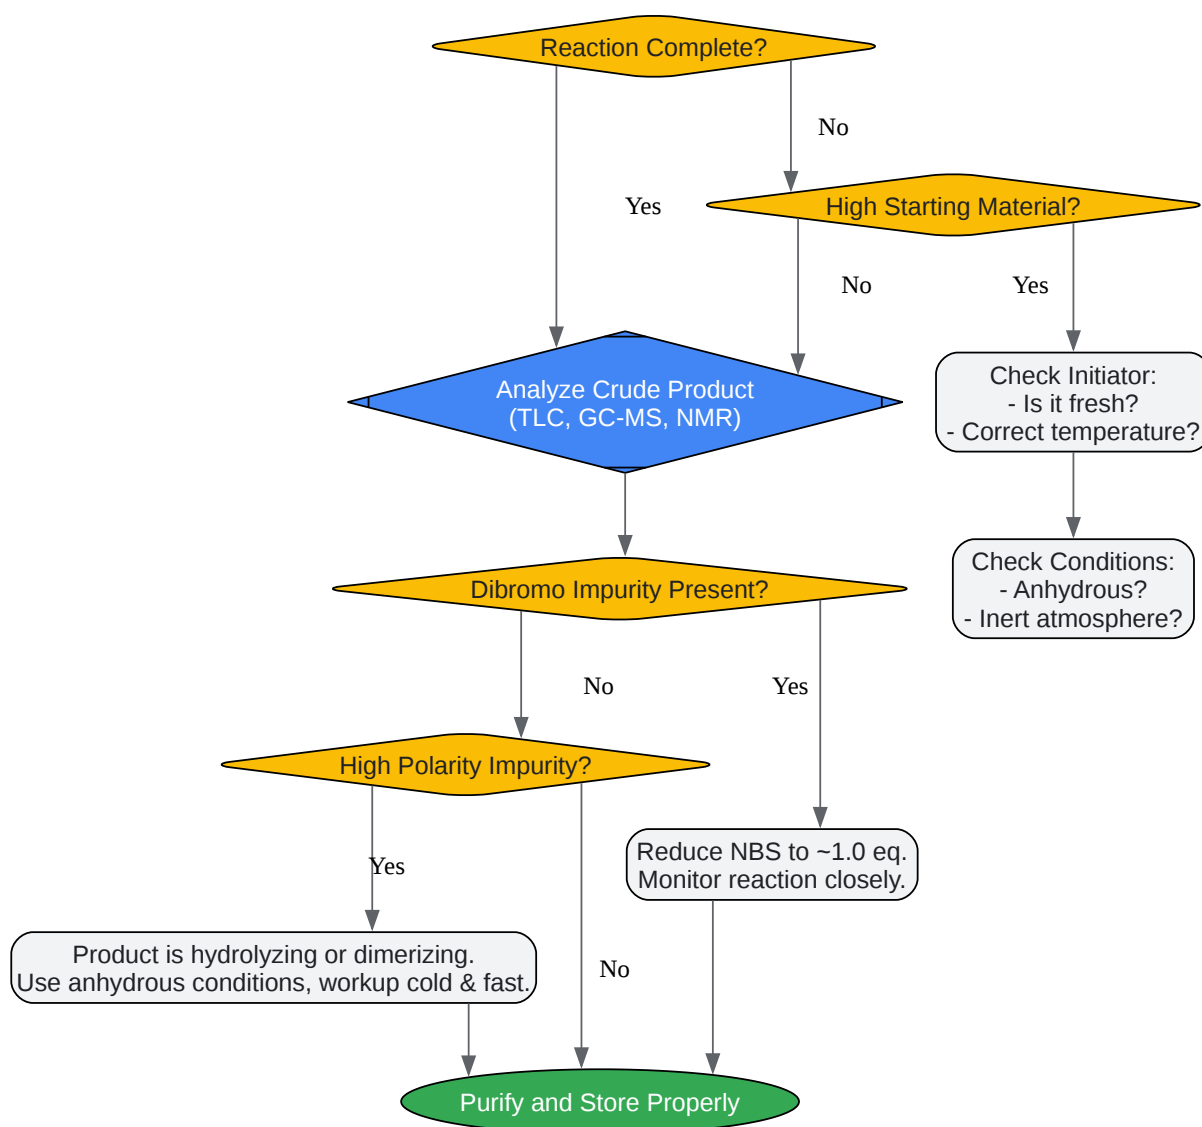 Reaction Complete?
No
Yes
High Starting Material?
No
Yes
Analyze Crude Product
(TLC, GC-MS, NMR)
Check Initiator:
- Is it fresh?
- Correct temperature?
Check Conditions:
- Anhydrous?
- Inert atmosphere?
Dibromo Impurity Present?
No
Yes
High Polarity Impurity?
Reduce NBS to ~1.0 eq.
Monitor reaction closely.
Yes
Product is hydrolyzing or dimerizing.
Use anhydrous conditions, workup cold & fast.
No
Purify and Store Properly